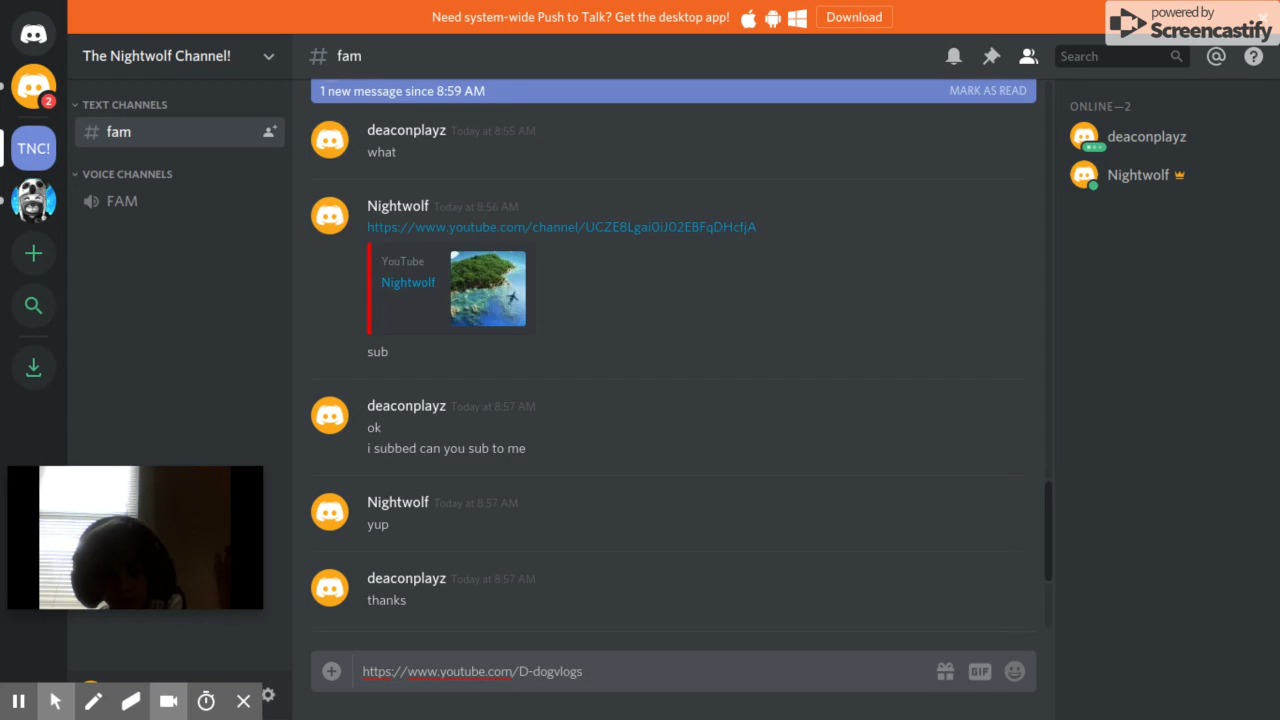 Need system-wide Push to Talk? Get the desktop app!
Download
powered by
Screencastify
The Nightwolf Channel!
fam
Search
2
TNC!
TEXT CHANNELS
fam
VOICE CHANNELS
FAM
1 new message since 8:59 AM
MARK AS READ
deaconplayz Today at 8:55 AM
what
Nightwolf Today at 8:56 AM
https://www.youtube.com/channel/UCZE8Lgai0iJ02EBFqDHcfjA
YouTube
Nightwolf
sub
deaconplayz Today at 8:57 AM
ok
i subbed can you sub to me
Nightwolf Today at 8:57 AM
yup
deaconplayz Today at 8:57 AM
thanks
https://www.youtube.com/D-dogvlogs
GIF
ONLINE—2
deaconplayz
Nightwolf